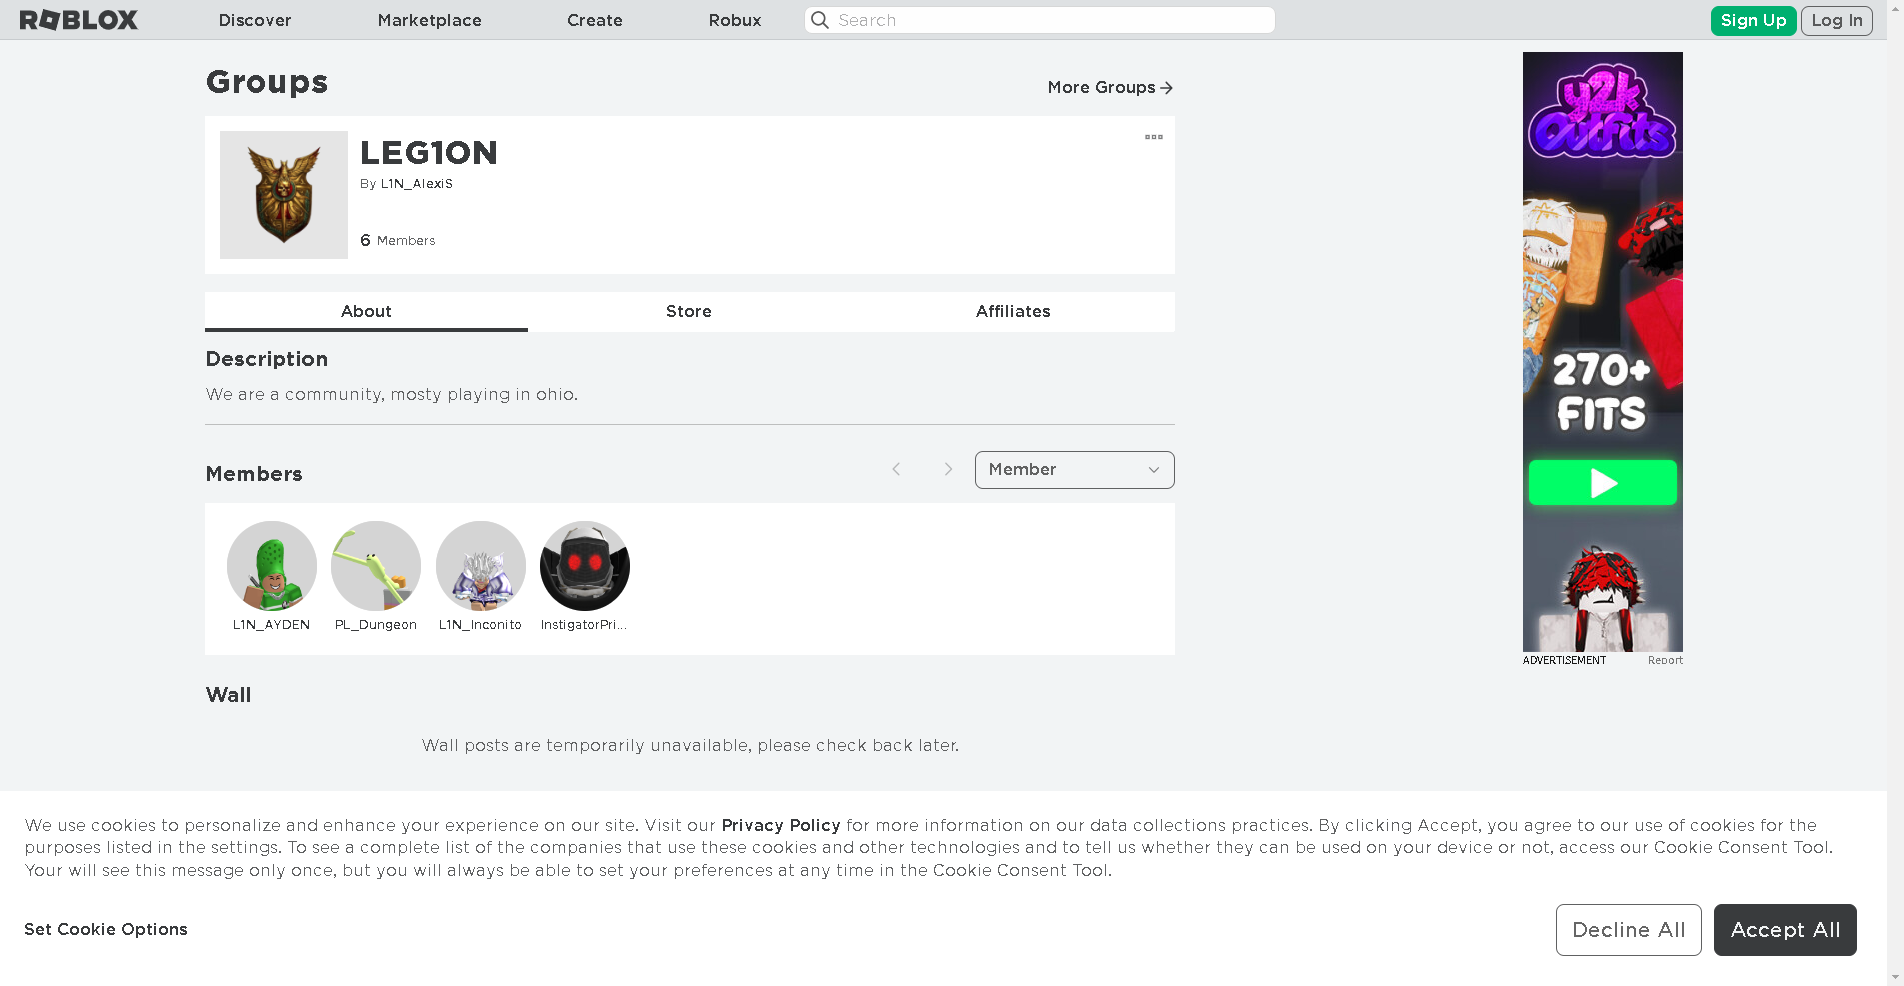 ROBLOX
Discover
Marketplace
Create
Robux
Search
Sign Up
Log In
Groups
More Groups
LEG1ON
By L1N_AlexiS
6 Members
About
Store
Affiliates
Description
We are a community, mosty playing in ohio.
Members
Member
L1N_AYDEN
PL_Dungeon
L1N_Inconito
InstigatorPri...
Wall
Wall posts are temporarily unavailable, please check back later.
y2k
Outfits
270+
FITS
ADVERTISEMENT
Report
We use cookies to personalize and enhance your experience on our site. Visit our Privacy Policy for more information on our data collections practices. By clicking Accept, you agree to our use of cookies for the
purposes listed in the settings. To see a complete list of the companies that use these cookies and other technologies and to tell us whether they can be used on your device or not, access our Cookie Consent Tool.
Your will see this message only once, but you will always be able to set your preferences at any time in the Cookie Consent Tool.
Set Cookie Options
Decline All
Accept All